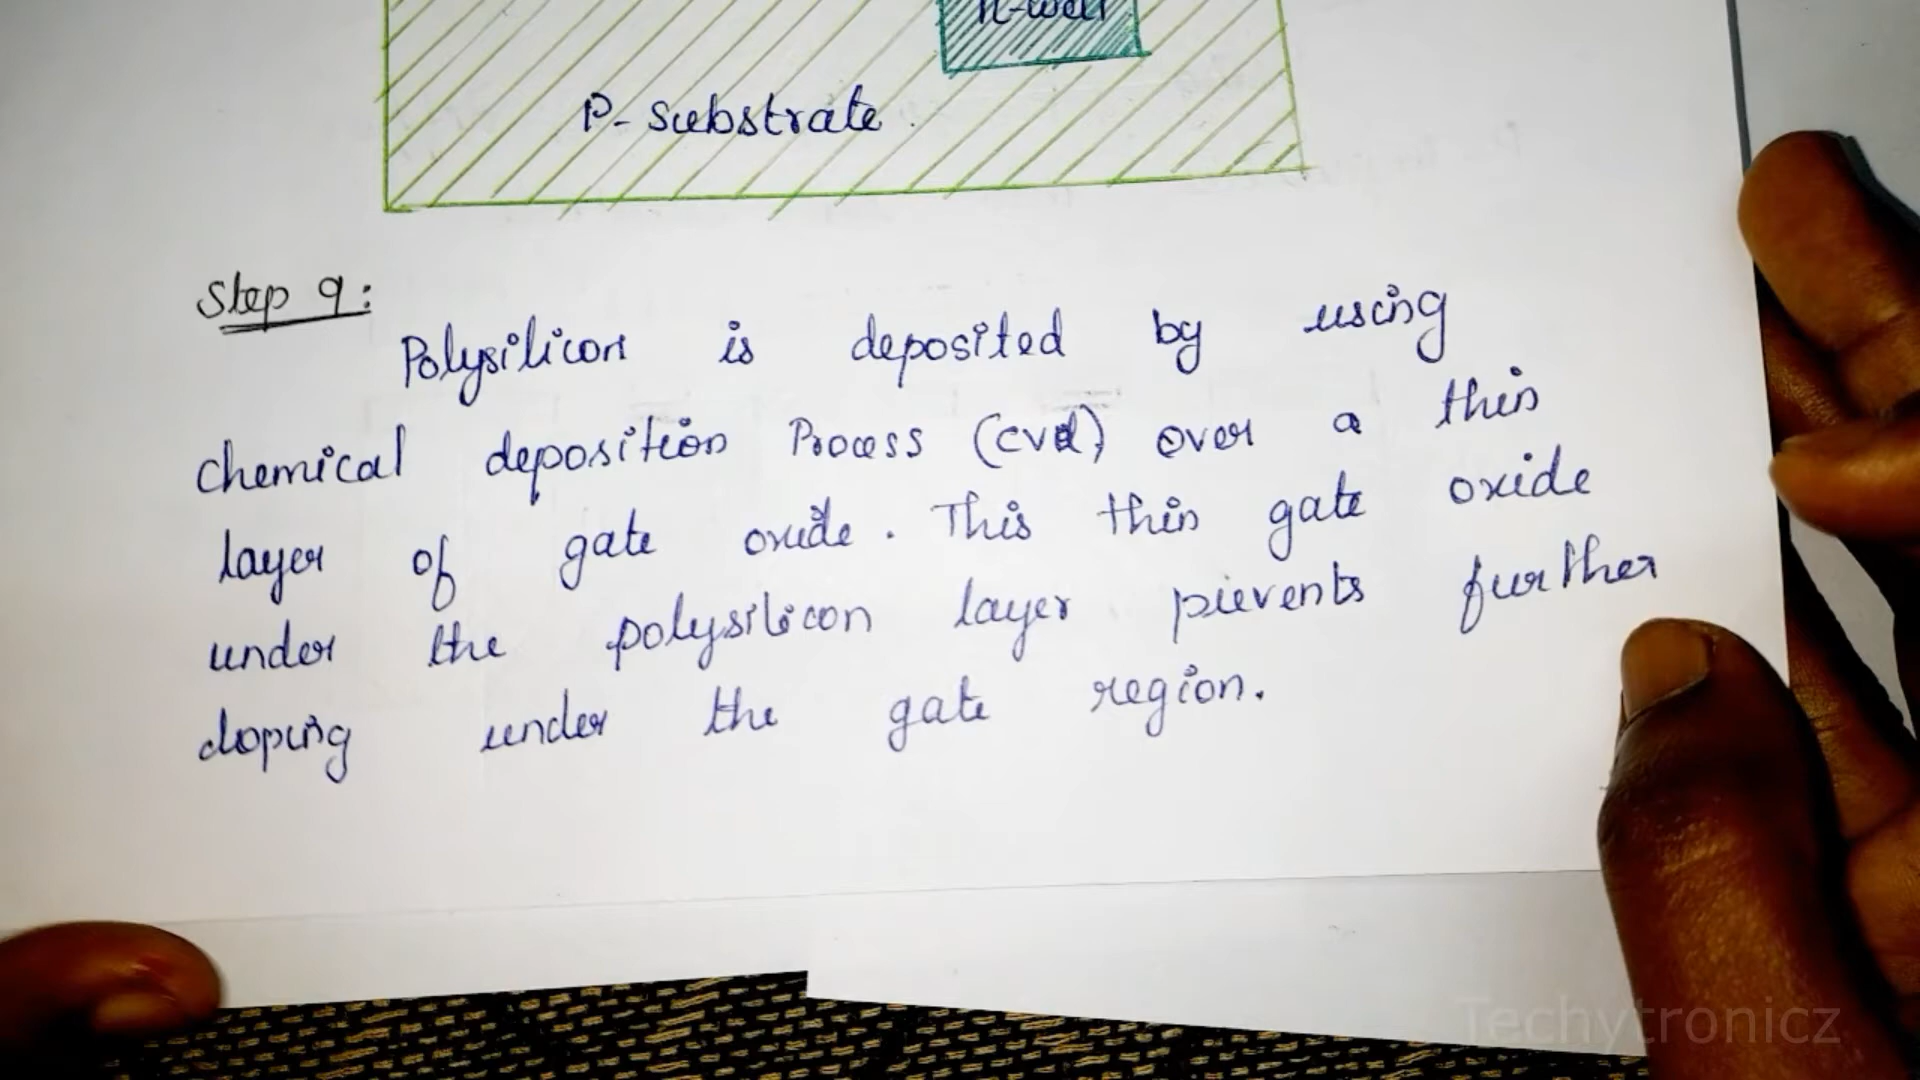 n-well
P-substrate
Step 9:
Polysilicon is deposited by using
chemical deposition Process (cvd) over a thin
layer of gate oxide. This thin gate oxide
under the polysilicon layer prevents further
doping under the gate region.
Techytronicz